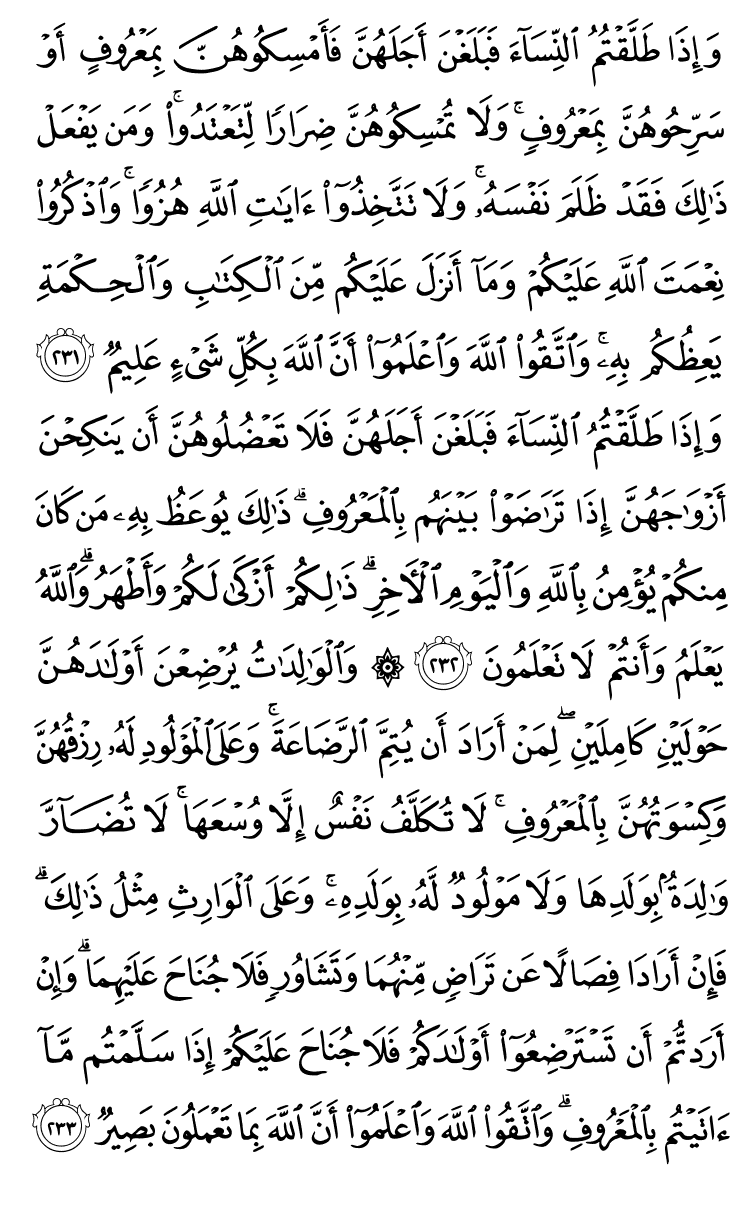 وَإِذَا طَلَّقۡتُمُ ٱلنِّسَآءَ فَبَلَغۡنَ أَجَلَهُنَّ فَأَمۡسِكُوهُنَّ بِمَعۡرُوفٍ أَوۡ
سَرِّحُوهُنَّ بِمَعۡرُوفٖۚ وَلَا تُمۡسِكُوهُنَّ ضِرَارٗا لِّتَعۡتَدُواْۚ وَمَن يَفۡعَلۡ
ذَٰلِكَ فَقَدۡ ظَلَمَ نَفۡسَهُۥۚ وَلَا تَتَّخِذُوٓاْ ءَايَٰتِ ٱللَّهِ هُزُوٗاۚ وَٱذۡكُرُواْ
نِعۡمَتَ ٱللَّهِ عَلَيۡكُمۡ وَمَآ أَنزَلَ عَلَيۡكُم مِّنَ ٱلۡكِتَٰبِ وَٱلۡحِكۡمَةِ
يَعِظُكُم بِهِۦۚ وَٱتَّقُواْ ٱللَّهَ وَٱعۡلَمُوٓاْ أَنَّ ٱللَّهَ بِكُلِّ شَيۡءٍ عَلِيمٞ ٢٣١
وَإِذَا طَلَّقۡتُمُ ٱلنِّسَآءَ فَبَلَغۡنَ أَجَلَهُنَّ فَلَا تَعۡضُلُوهُنَّ أَن يَنكِحۡنَ
أَزۡوَٰجَهُنَّ إِذَا تَرَٰضَوۡاْ بَيۡنَهُم بِٱلۡمَعۡرُوفِۗ ذَٰلِكَ يُوعَظُ بِهِۦ مَن كَانَ
مِنكُمۡ يُؤۡمِنُ بِٱللَّهِ وَٱلۡيَوۡمِ ٱلۡأٓخِرِۗ ذَٰلِكُمۡ أَزۡكَىٰ لَكُمۡ وَأَطۡهَرُۚ وَٱللَّهُ
يَعۡلَمُ وَأَنتُمۡ لَا تَعۡلَمُونَ ٢٣٢ ۞ وَٱلۡوَٰلِدَٰتُ يُرۡضِعۡنَ أَوۡلَٰدَهُنَّ
حَوۡلَيۡنِ كَامِلَيۡنِۖ لِمَنۡ أَرَادَ أَن يُتِمَّ ٱلرَّضَاعَةَۚ وَعَلَى ٱلۡمَوۡلُودِ لَهُۥ رِزۡقُهُنَّ
وَكِسۡوَتُهُنَّ بِٱلۡمَعۡرُوفِۚ لَا تُكَلَّفُ نَفۡسٌ إِلَّا وُسۡعَهَاۚ لَا تُضَآرَّ
وَٰلِدَةُۢ بِوَلَدِهَا وَلَا مَوۡلُودٞ لَّهُۥ بِوَلَدِهِۦۚ وَعَلَى ٱلۡوَارِثِ مِثۡلُ ذَٰلِكَۗ
فَإِنۡ أَرَادَا فِصَالًا عَن تَرَاضٖ مِّنۡهُمَا وَتَشَاوُرٖ فَلَا جُنَاحَ عَلَيۡهِمَاۗ وَإِنۡ
أَرَدتُّمۡ أَن تَسۡتَرۡضِعُوٓاْ أَوۡلَٰدَكُمۡ فَلَا جُنَاحَ عَلَيۡكُمۡ إِذَا سَلَّمۡتُم مَّآ
ءَاتَيۡتُم بِٱلۡمَعۡرُوفِۗ وَٱتَّقُواْ ٱللَّهَ وَٱعۡلَمُوٓاْ أَنَّ ٱللَّهَ بِمَا تَعۡمَلُونَ بَصِيرٞ ٢٣٣